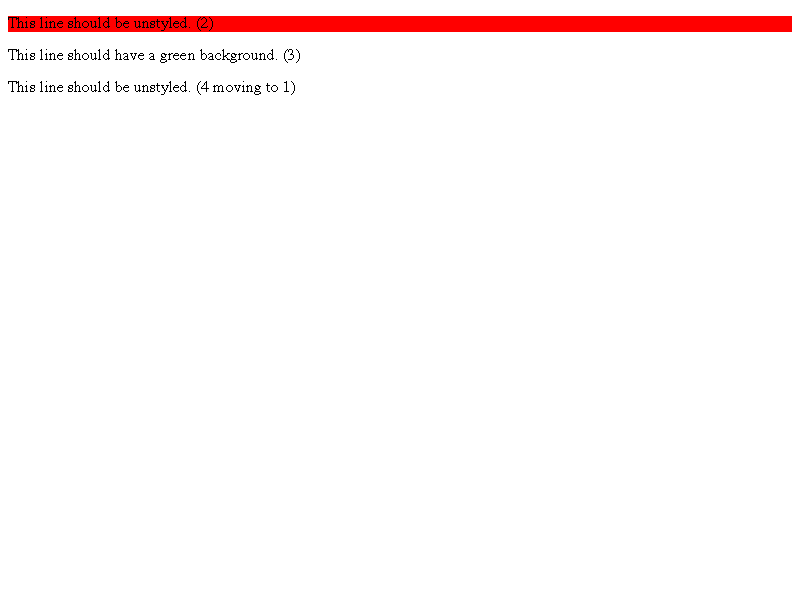 This line should be unstyled. (2)
This line should have a green background. (3)
This line should be unstyled. (4 moving to 1)